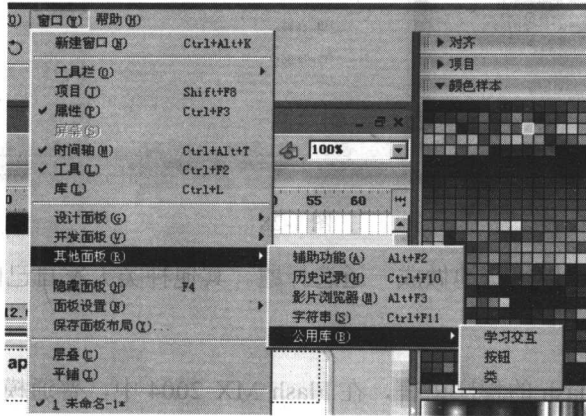 窗口(W) 帮助(H)
新建窗口(N) Ctrl+Alt+K
工具栏(O)
项目(J) Shift+F8
✓ 属性(P) Ctrl+F3
屏幕(S)
✓ 时间轴(M) Ctrl+Alt+T
✓ 工具(L) Ctrl+F2
库(L) Ctrl+L
设计面板(G)
开发面板(V)
其他面板(R)
隐藏面板(H) F4
面板设置(N)
保存面板布局(Y)...
层叠(C)
平铺(I)
✓ 1 未命名-1*
辅助功能(A) Alt+F2
历史记录(H) Ctrl+F10
影片浏览器(M) Alt+F3
字符串(S) Ctrl+F11
公用库(B)
学习交互
按钮
类
对齐
项目
颜色样本
100%
55 60
ap